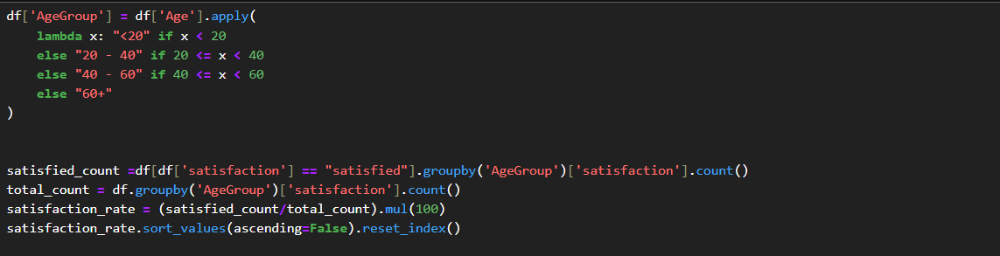 df['AgeGroup'] = df['Age'].apply(
    lambda x: "<20" if x < 20
    else "20 - 40" if 20 <= x < 40
    else "40 - 60" if 40 <= x < 60
    else "60+"
)
satisfied_count =df[df['satisfaction'] == "satisfied"].groupby('AgeGroup')['satisfaction'].count()
total_count = df.groupby('AgeGroup')['satisfaction'].count()
satisfaction_rate = (satisfied_count/total_count).mul(100)
satisfaction_rate.sort_values(ascending=False).reset_index()